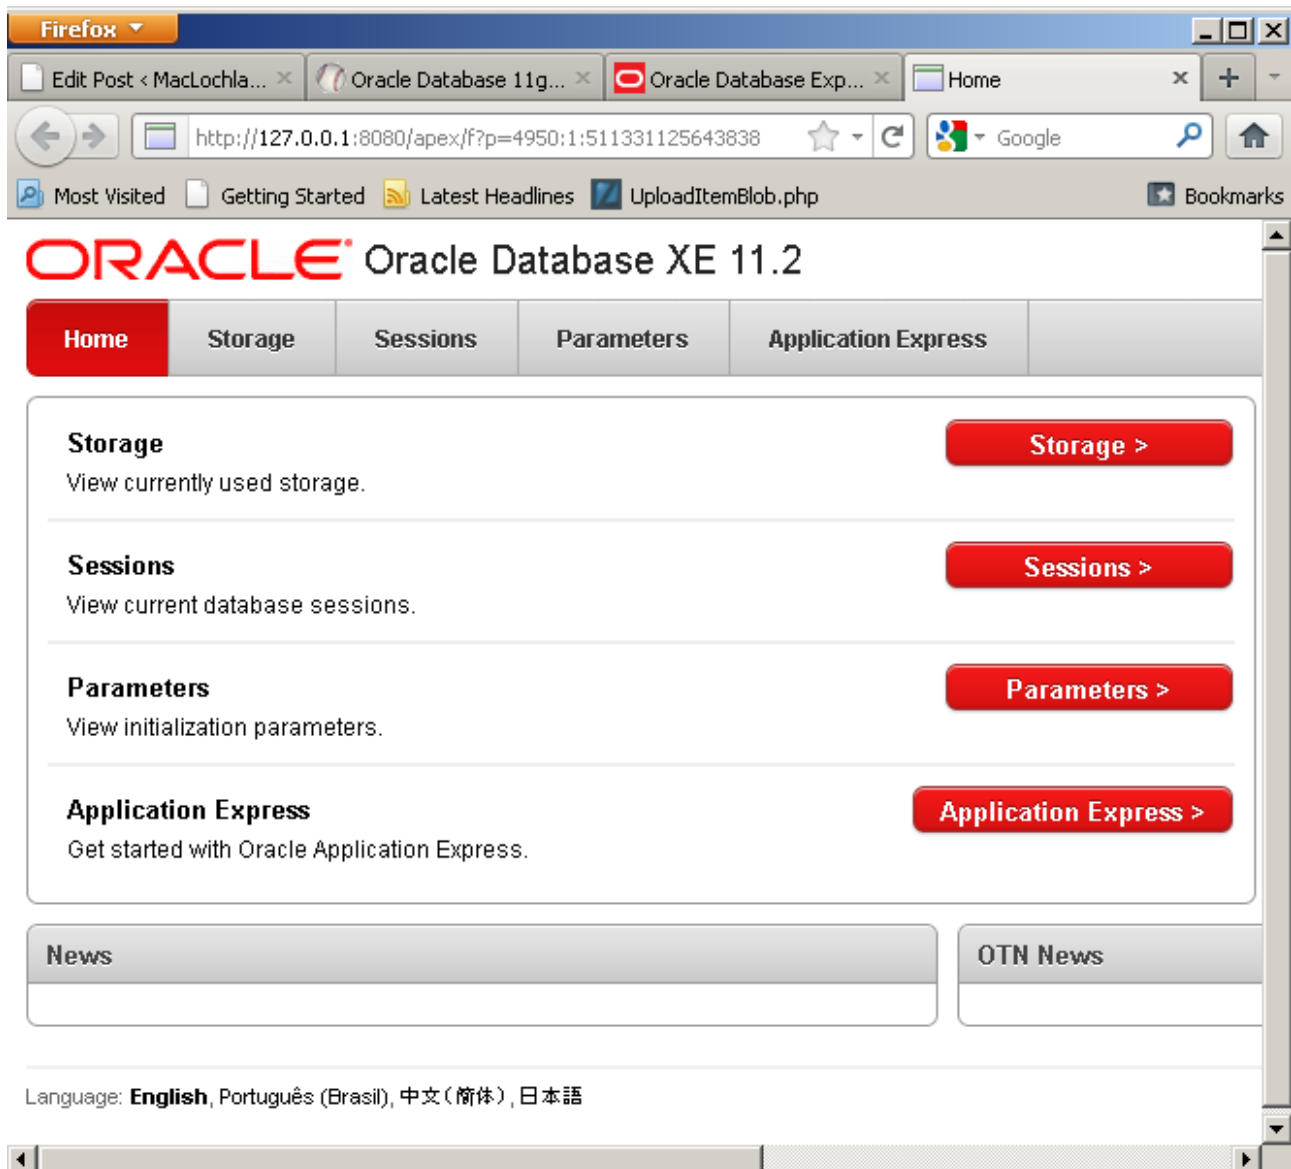 Firefox
Edit Post ‹ MacLochla... Oracle Database 11g... Oracle Database Exp... Home
http://127.0.0.1:8080/apex/f?p=4950:1:511331125643838 Google
Most Visited Getting Started Latest Headlines UploadItemBlob.php Bookmarks
ORACLE Oracle Database XE 11.2
Home Storage Sessions Parameters Application Express
Storage Storage >
View currently used storage.
Sessions Sessions >
View current database sessions.
Parameters Parameters >
View initialization parameters.
Application Express Application Express >
Get started with Oracle Application Express.
News OTN News
Language: English, Português (Brasil), 中文(简体), 日本語